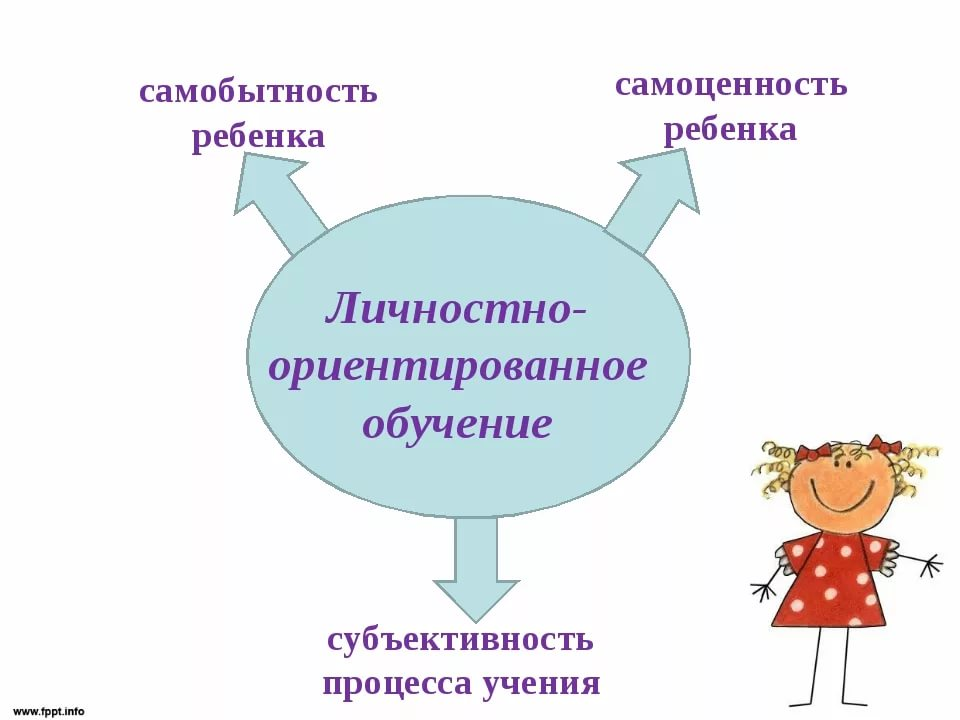 самобытность
ребенка
самоценность
ребенка
Личностно-
ориентированное
обучение
субъективность
процесса учения
www.fppt.info